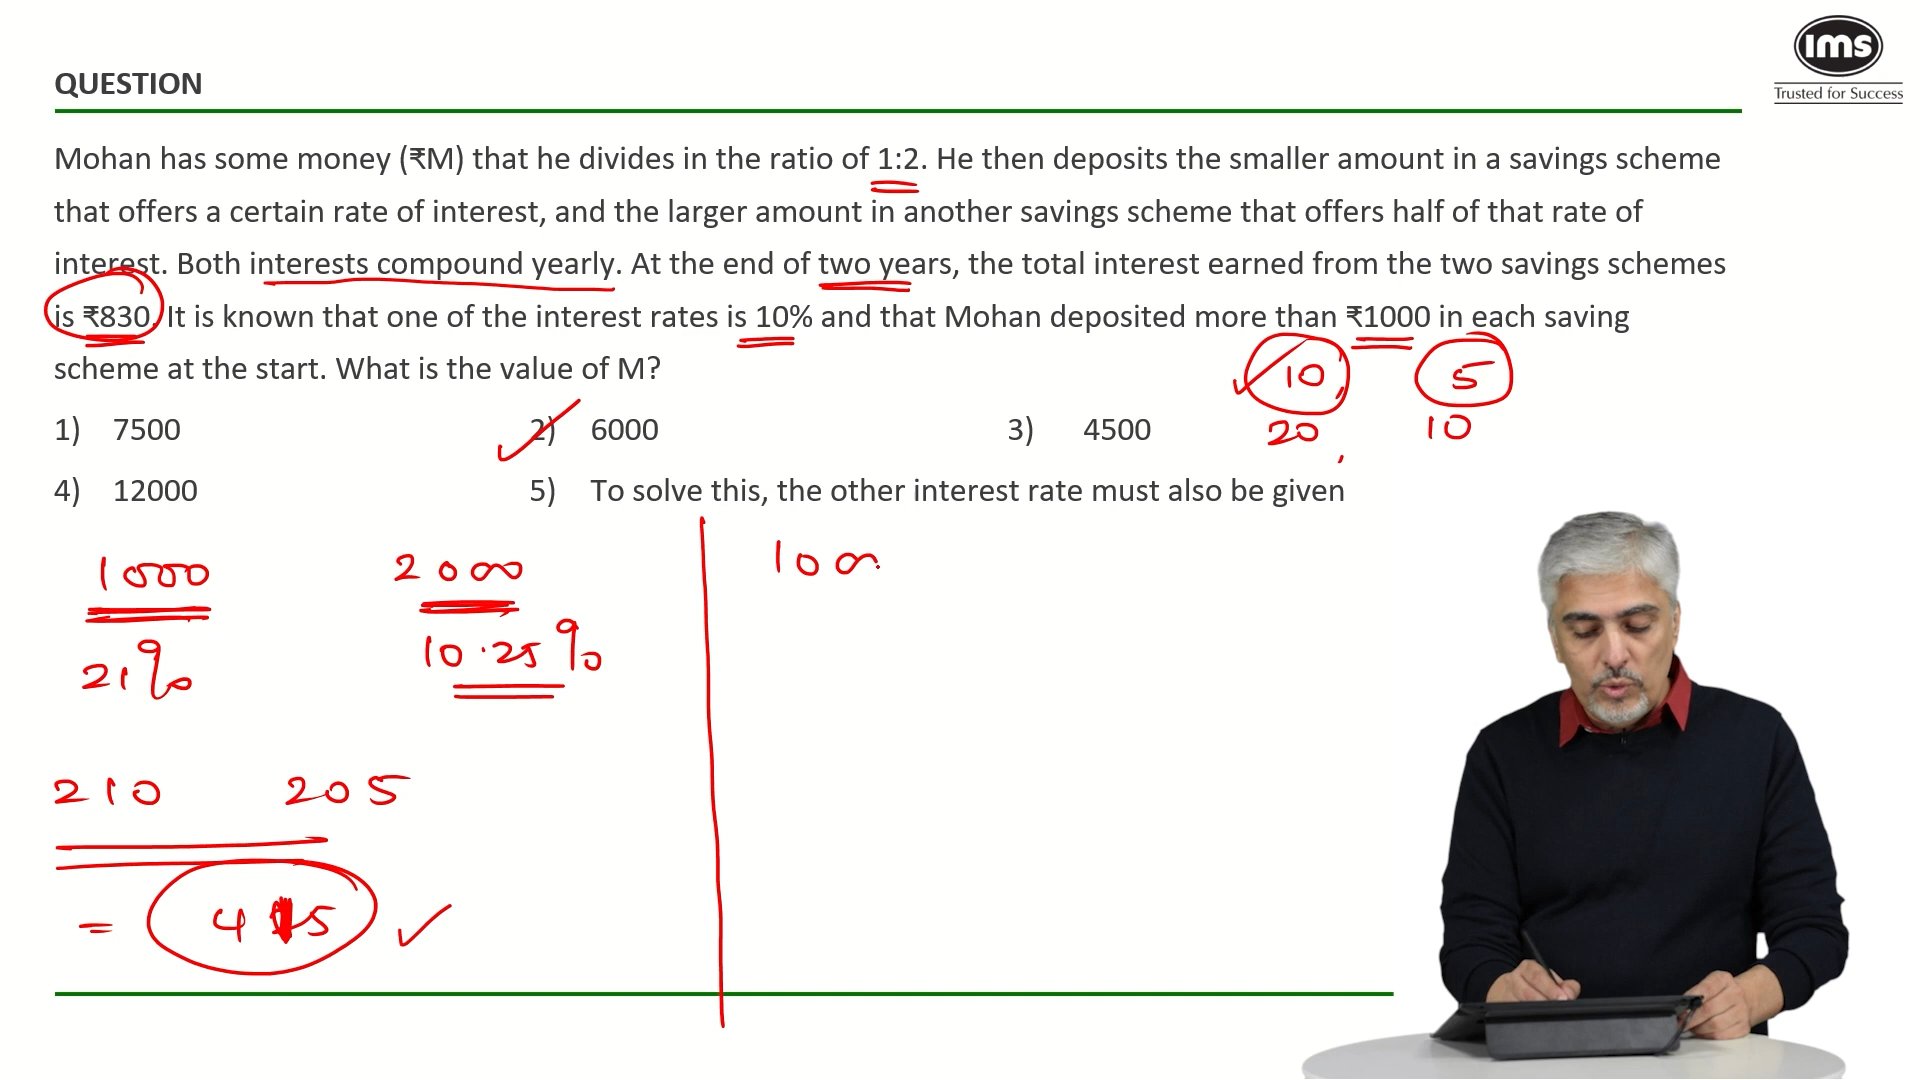 ims
Trusted for Success
QUESTION
Mohan has some money (₹M) that he divides in the ratio of 1:2. He then deposits the smaller amount in a savings scheme
that offers a certain rate of interest, and the larger amount in another savings scheme that offers half of that rate of
interest. Both interests compound yearly. At the end of two years, the total interest earned from the two savings schemes
is ₹830. It is known that one of the interest rates is 10% and that Mohan deposited more than ₹1000 in each saving
scheme at the start. What is the value of M?
10, 5
1) 7500 2) 6000 3) 4500
20, 10
4) 12000 5) To solve this, the other interest rate must also be given
1000 2000 1000
21% 10.25%
210 205
= 415